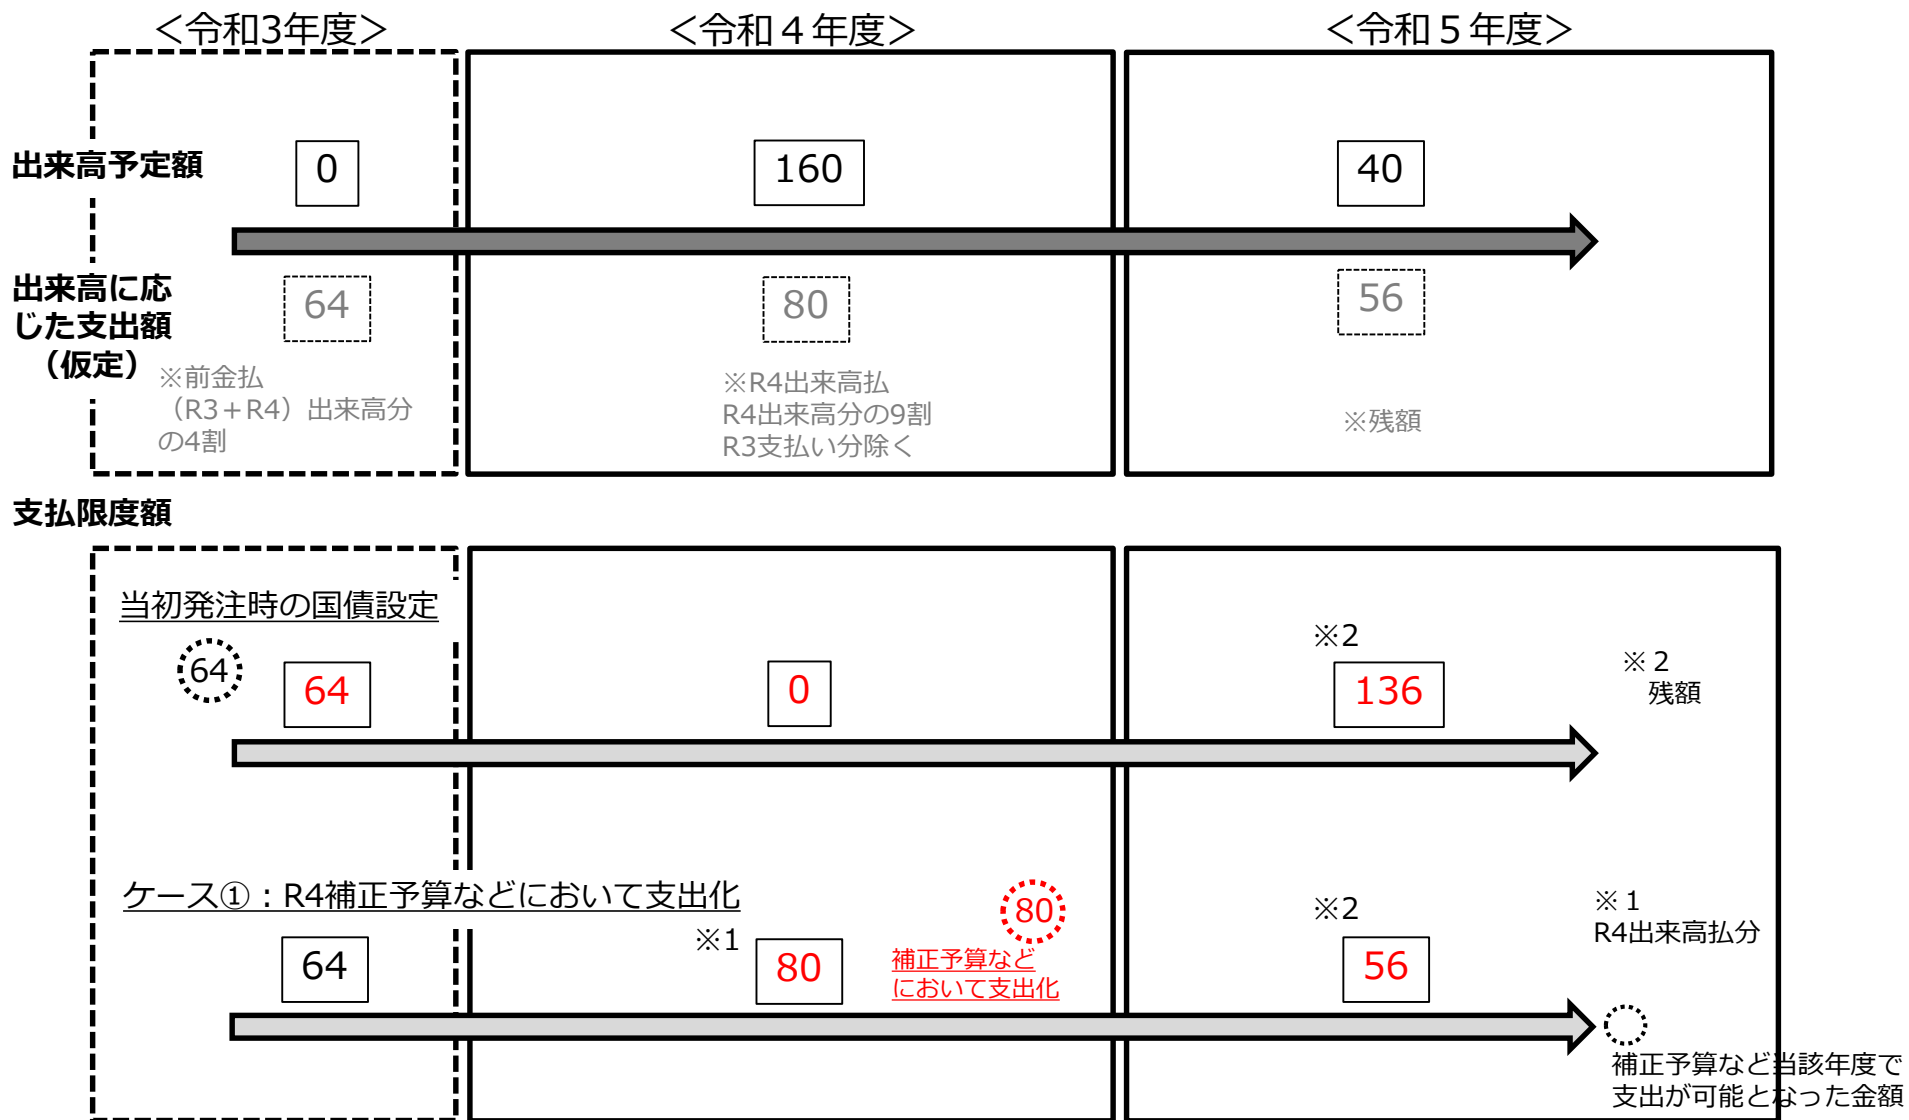 ＜令和3年度＞
＜令和４年度＞
＜令和５年度＞
出来高予定額
0
160
40
出来高に応
じた支出額
（仮定）
64
80
56
※前金払
（R3＋R4）出来高分
の4割
※R4出来高払
R4出来高分の9割
R3支払い分除く
※残額
支払限度額
当初発注時の国債設定
64
64
0
※2
136
※２
残額
ケース①：R4補正予算などにおいて支出化
64
※1
80
80
補正予算など
において支出化
※2
56
※１
R4出来高払分
補正予算など当該年度で
支出が可能となった金額